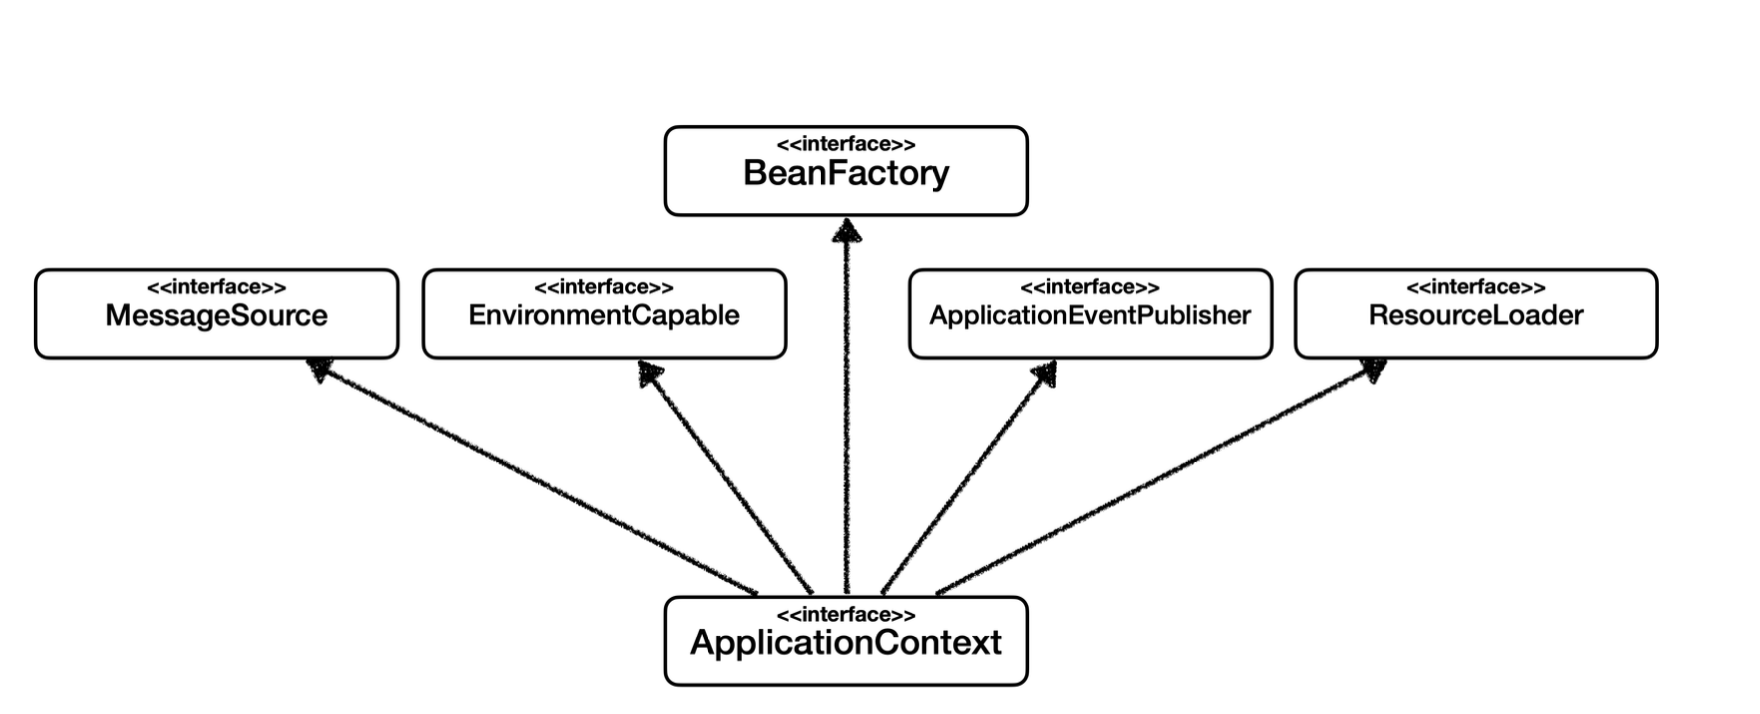 <<interface>>
BeanFactory
<<interface>>
MessageSource
<<interface>>
EnvironmentCapable
<<interface>>
ApplicationEventPublisher
<<interface>>
ResourceLoader
<<interface>>
ApplicationContext